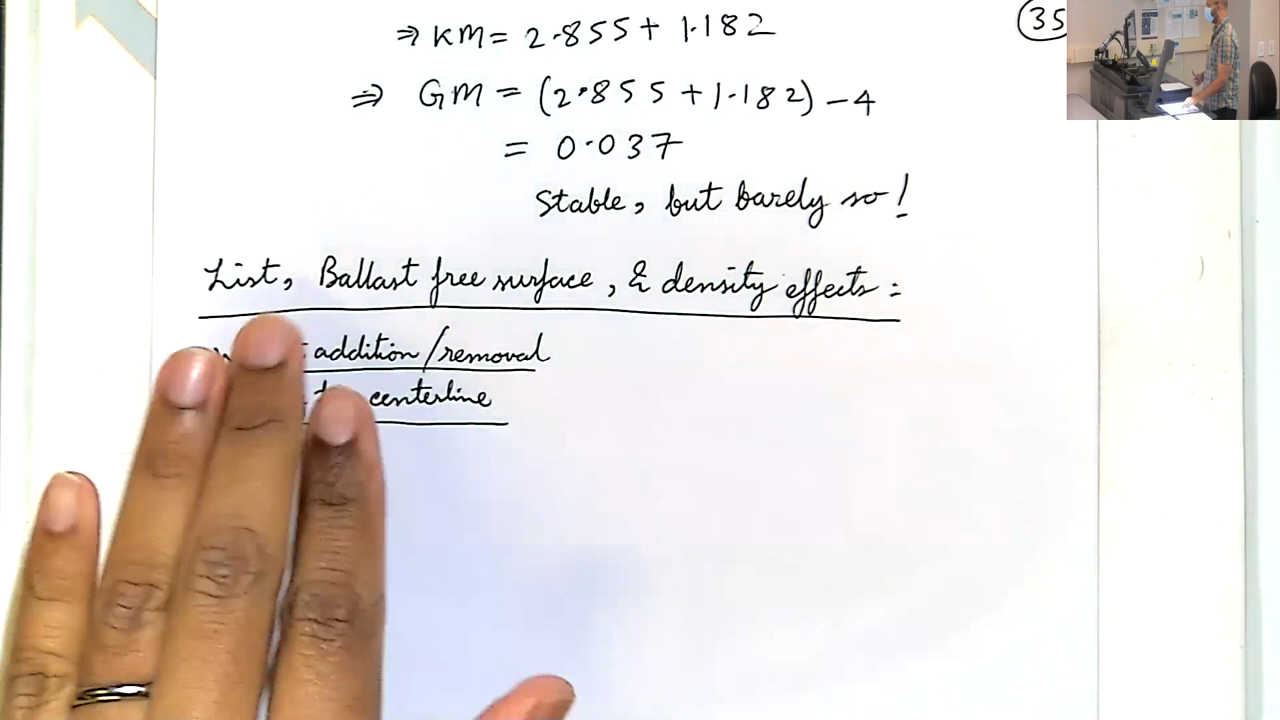 ⇒ KM = 2.855 + 1.182
35
⇒ GM = (2.855 + 1.182) - 4
= 0.037
Stable, but barely so!
List, Ballast free surface, & density effects:
addition/removal
centerline